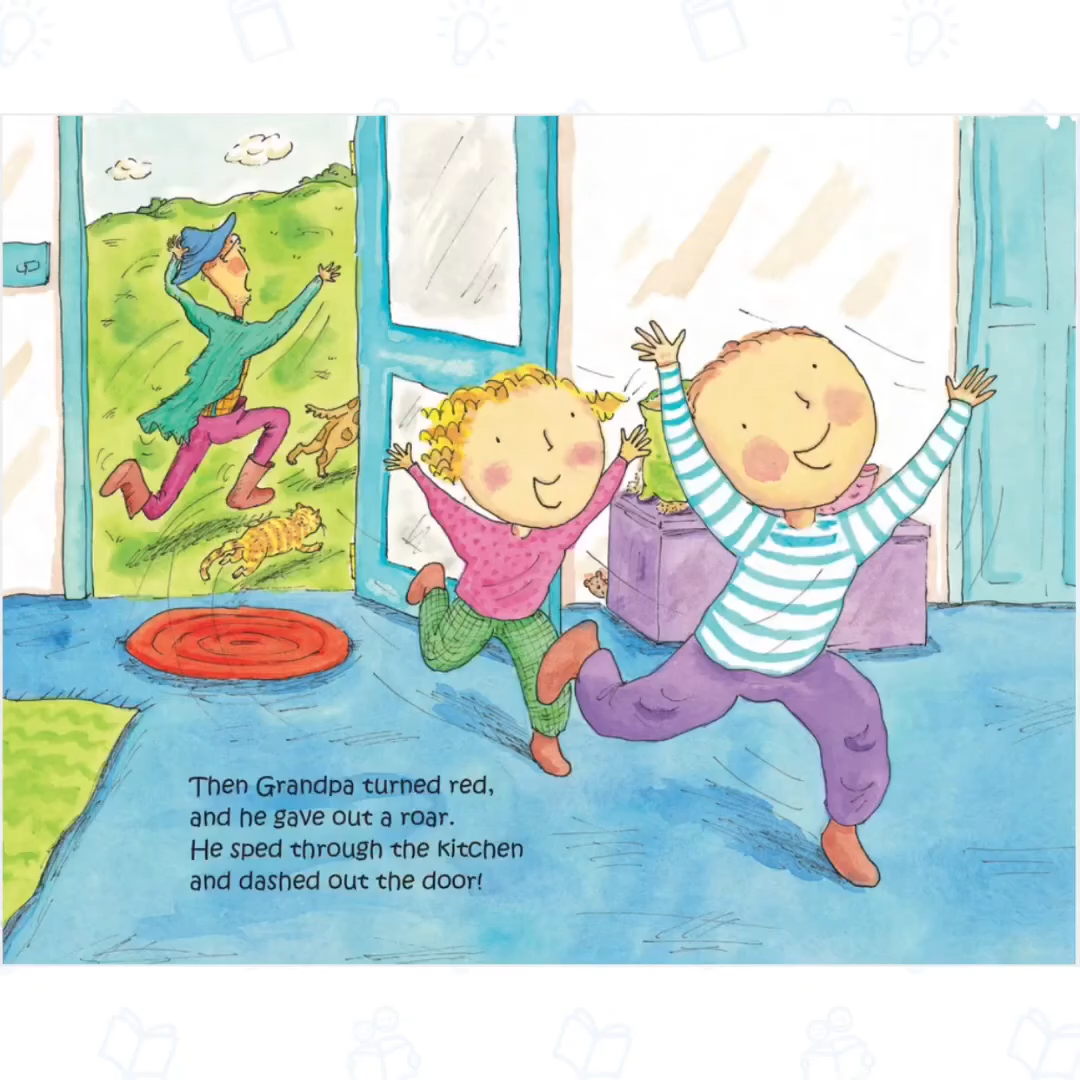 Then Grandpa turned red,
and he gave out a roar.
He sped through the kitchen
and dashed out the door!